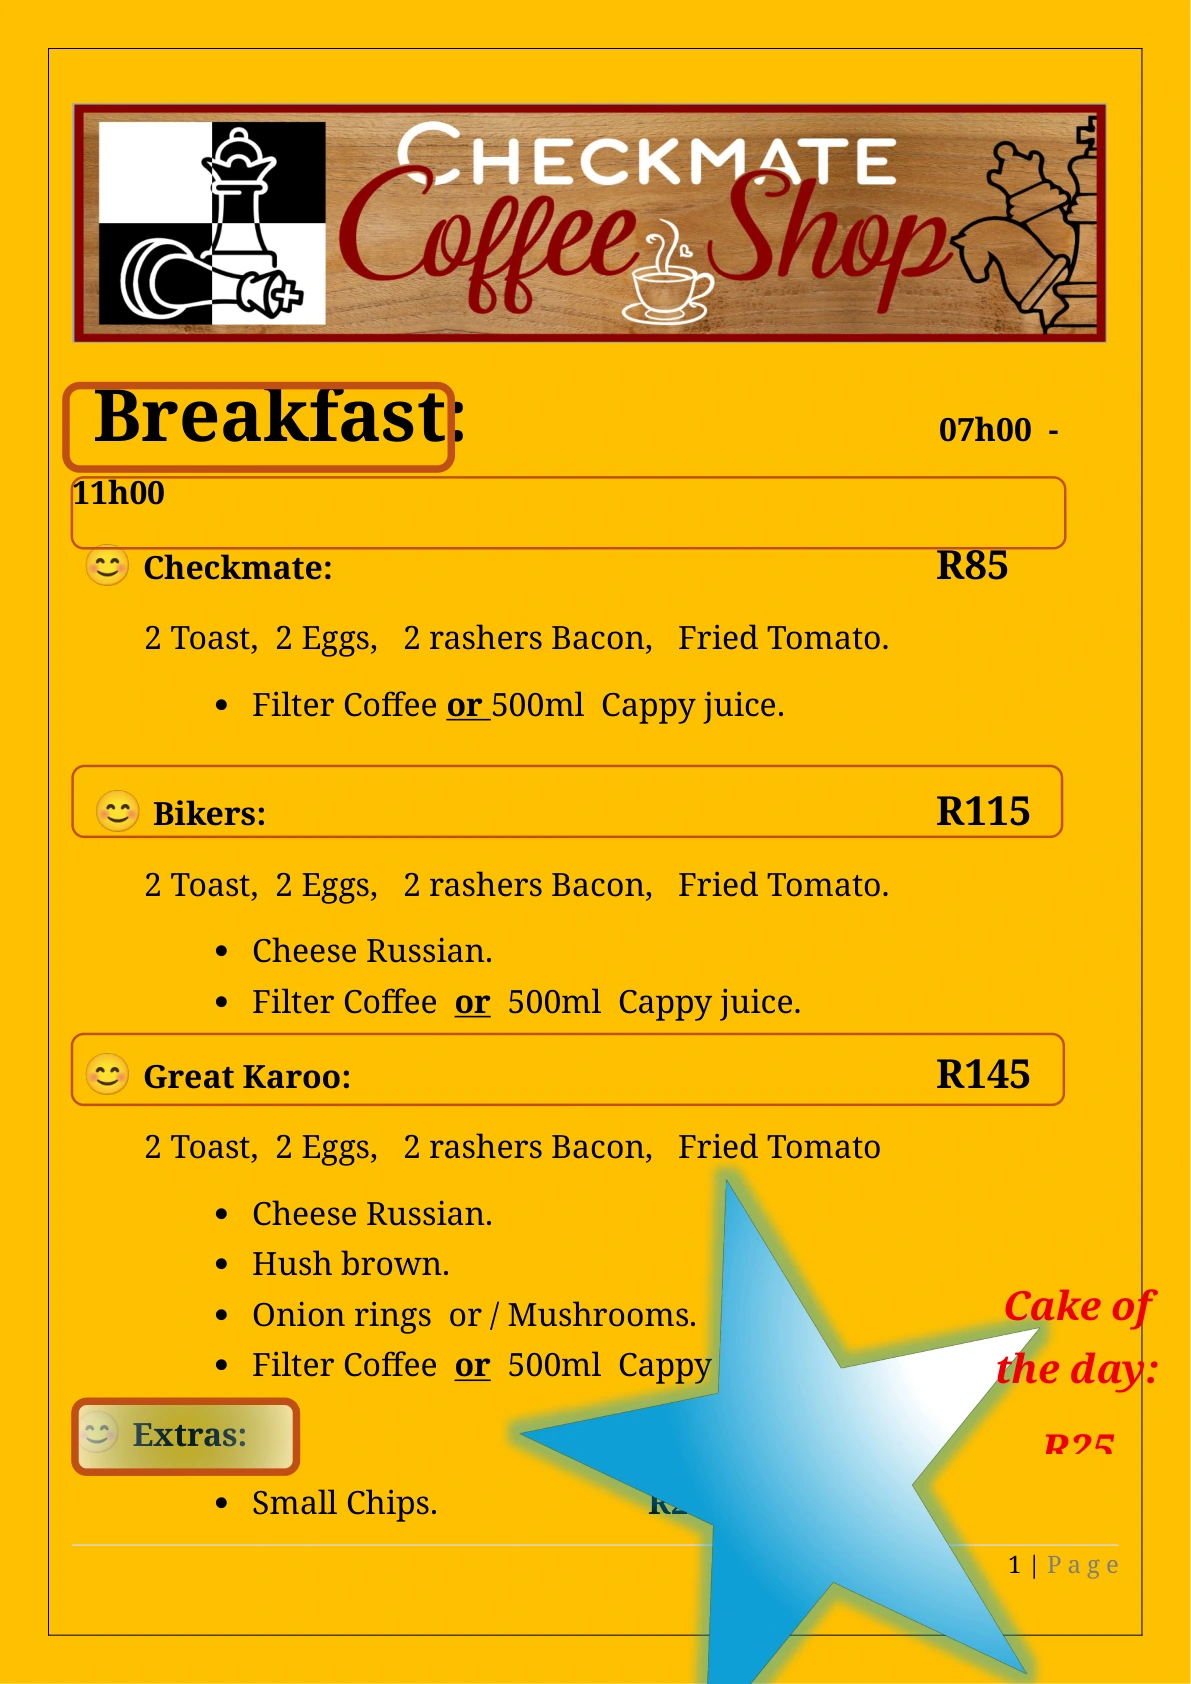 CHECKMATE
Coffee Shop
Breakfast: 07h00 -
11h00
😊 Checkmate: R85
2 Toast, 2 Eggs, 2 rashers Bacon, Fried Tomato.
• Filter Coffee or 500ml Cappy juice.
😊 Bikers: R115
2 Toast, 2 Eggs, 2 rashers Bacon, Fried Tomato.
• Cheese Russian.
• Filter Coffee or 500ml Cappy juice.
😊 Great Karoo: R145
2 Toast, 2 Eggs, 2 rashers Bacon, Fried Tomato
• Cheese Russian.
• Hush brown.
• Onion rings or / Mushrooms.
• Filter Coffee or 500ml Cappy
Cake of
the day:
R25
😊 Extras:
• Small Chips.
1 | Page